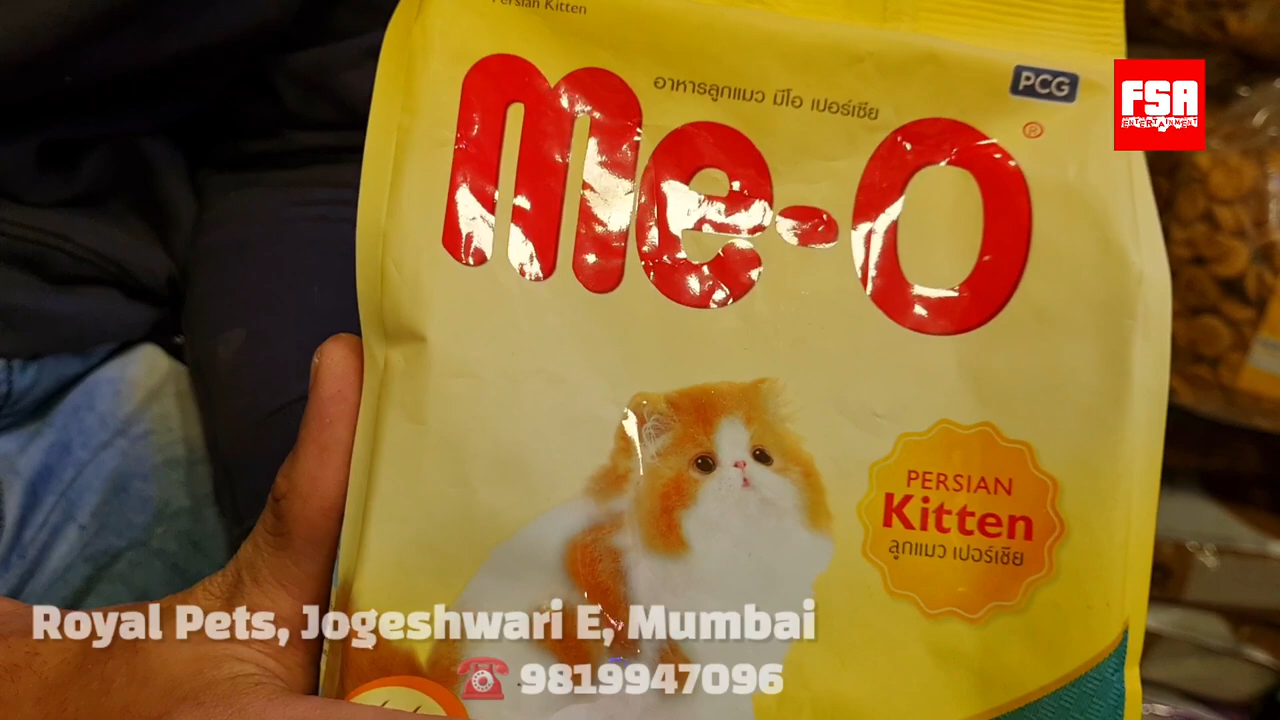 Persian Kitten
อาหารลูกแมว มีโอ เปอร์เซีย
PCG
me-O
®
FSA
ENTERTAINMENT
PERSIAN
Kitten
ลูกแมว เปอร์เซีย
Royal Pets, Jogeshwari E, Mumbai
9819947096